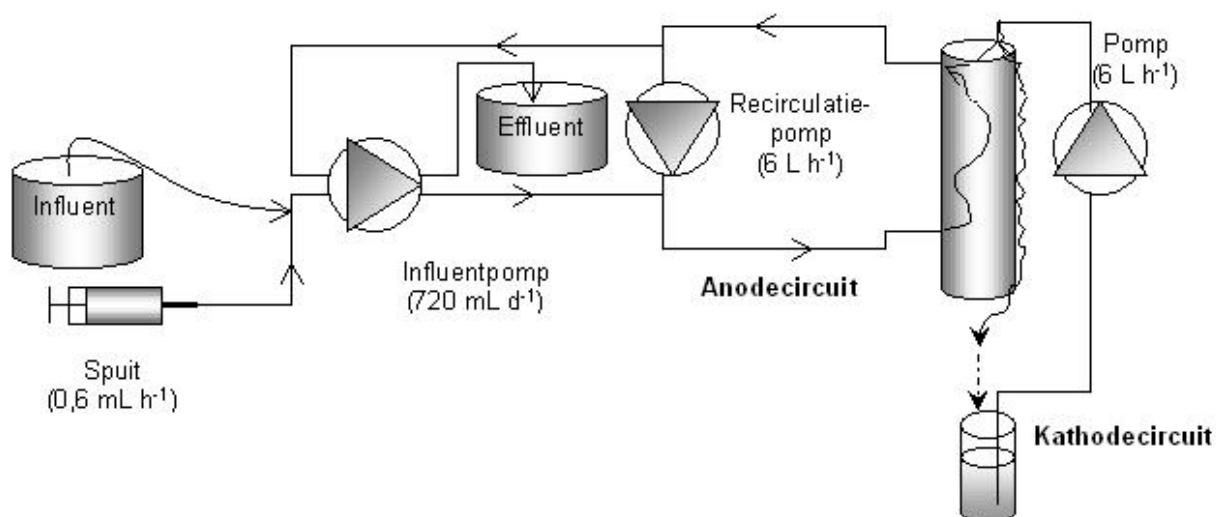 Influent
Spuit
(0,6 mL h⁻¹)
Influentpomp
(720 mL d⁻¹)
Effluent
Recirculatie-
pomp
(6 L h⁻¹)
Anodecircuit
Pomp
(6 L h⁻¹)
Kathodecircuit